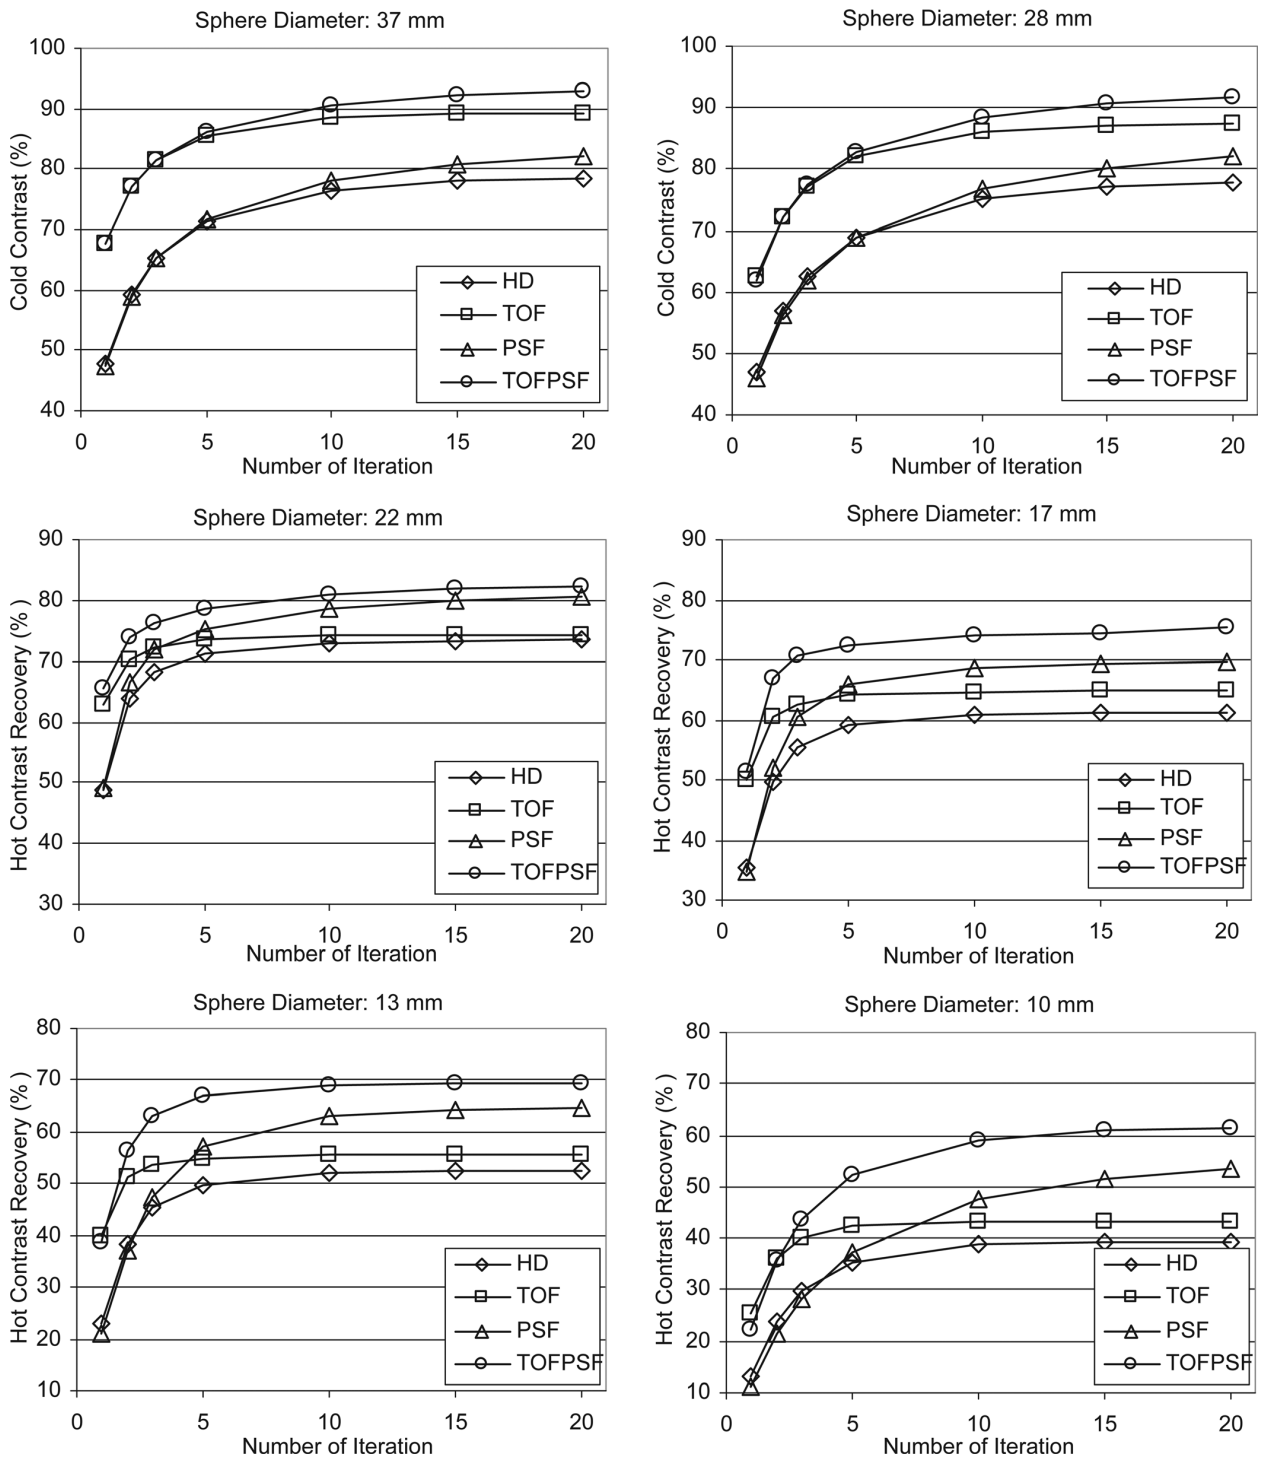 Sphere Diameter: 37 mm
Cold Contrast (%)
100
90
80
70
60
50
40
0 5 10 15 20
Number of Iteration
HD
TOF
PSF
TOFPSF
Sphere Diameter: 28 mm
Cold Contrast (%)
100
90
80
70
60
50
40
0 5 10 15 20
Number of Iteration
HD
TOF
PSF
TOFPSF
Sphere Diameter: 22 mm
Hot Contrast Recovery (% )
90
80
70
60
50
40
30
0 5 10 15 20
Number of Iteration
HD
TOF
PSF
TOFPSF
Sphere Diameter: 17 mm
Hot Contrast Recovery (% )
90
80
70
60
50
40
30
0 5 10 15 20
Number of Iteration
HD
TOF
PSF
TOFPSF
Sphere Diameter: 13 mm
Hot Contrast Recovery (% )
80
70
60
50
40
30
20
10
0 5 10 15 20
Number of Iteration
HD
TOF
PSF
TOFPSF
Sphere Diameter: 10 mm
Hot Contrast Recovery (% )
80
70
60
50
40
30
20
10
0 5 10 15 20
Number of Iteration
HD
TOF
PSF
TOFPSF